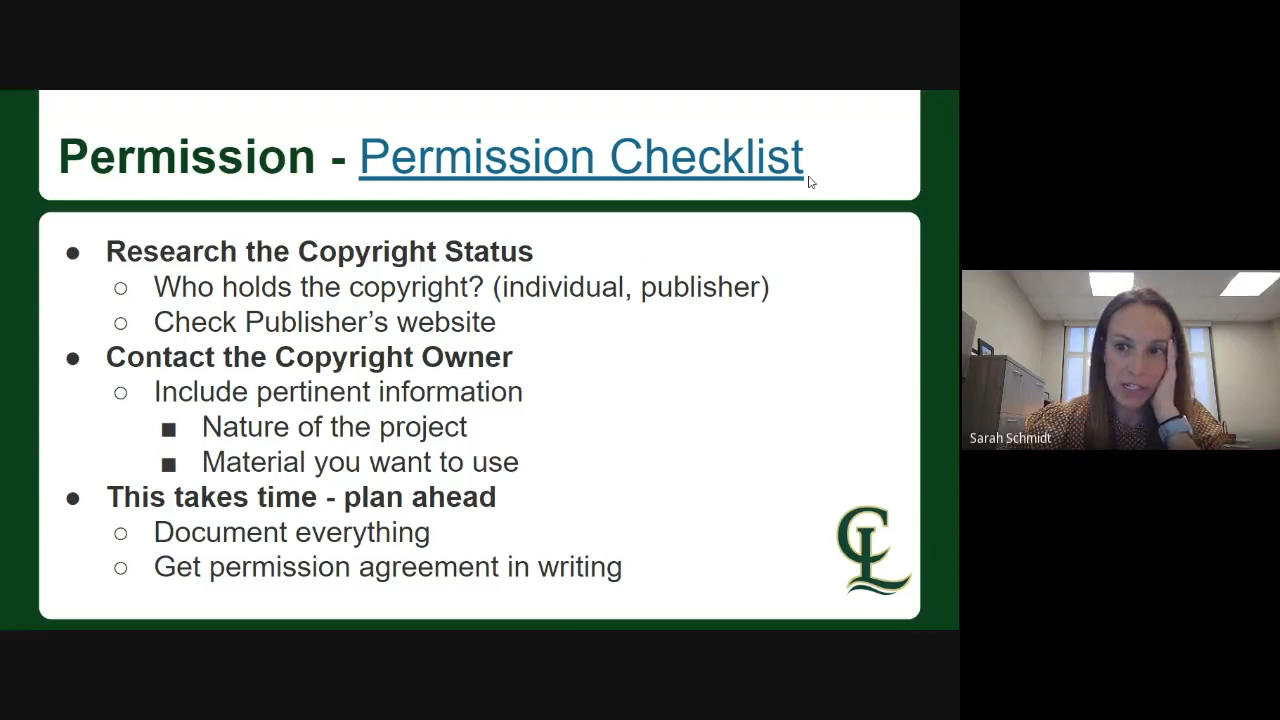 Permission - Permission Checklist
● Research the Copyright Status
○ Who holds the copyright? (individual, publisher)
○ Check Publisher’s website
● Contact the Copyright Owner
○ Include pertinent information
■ Nature of the project
■ Material you want to use
● This takes time - plan ahead
○ Document everything
○ Get permission agreement in writing
CL
Sarah Schmidt